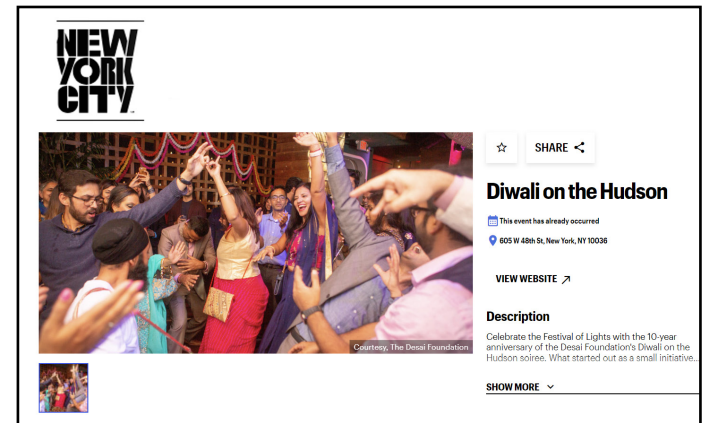 NEW
YORK
CITY
SHARE
Diwali on the Hudson
This event has already occurred
605 W 48th St, New York, NY 10036
VIEW WEBSITE
Courtesy, The Desai Foundation
Description
Celebrate the Festival of Lights with the 10-year
anniversary of the Desai Foundation's Diwali on the
Hudson soiree. What started out as a small initiative...
SHOW MORE